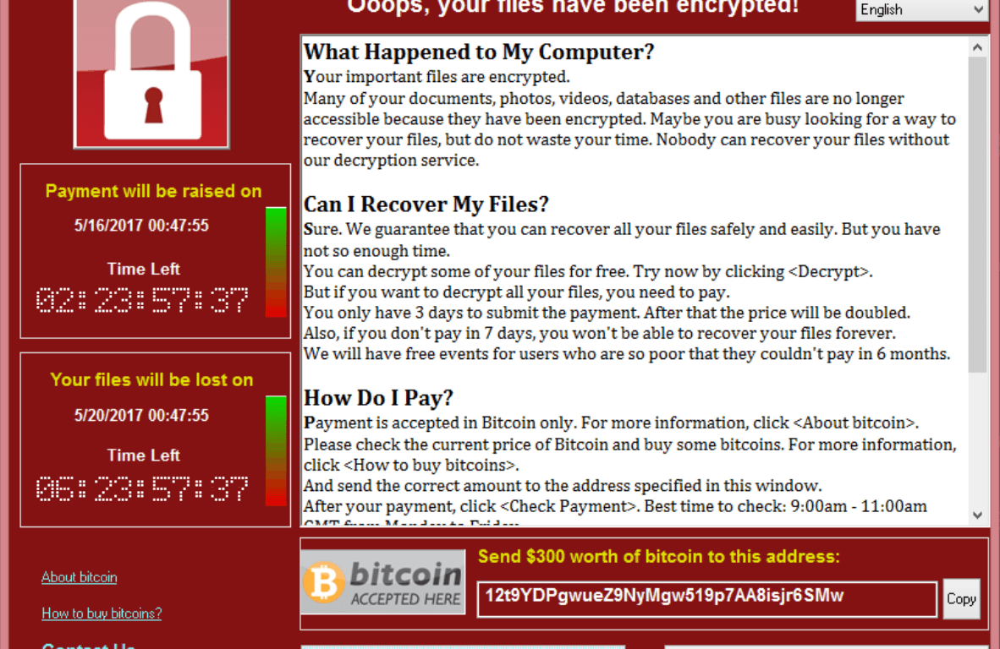 Ooops, your files have been encrypted!
English
What Happened to My Computer?
Your important files are encrypted.
Many of your documents, photos, videos, databases and other files are no longer
accessible because they have been encrypted. Maybe you are busy looking for a way to
recover your files, but do not waste your time. Nobody can recover your files without
our decryption service.
Can I Recover My Files?
Sure. We guarantee that you can recover all your files safely and easily. But you have
not so enough time.
You can decrypt some of your files for free. Try now by clicking <Decrypt>.
But if you want to decrypt all your files, you need to pay.
You only have 3 days to submit the payment. After that the price will be doubled.
Also, if you don't pay in 7 days, you won't be able to recover your files forever.
We will have free events for users who are so poor that they couldn't pay in 6 months.
How Do I Pay?
Payment is accepted in Bitcoin only. For more information, click <About bitcoin>.
Please check the current price of Bitcoin and buy some bitcoins. For more information,
click <How to buy bitcoins>.
And send the correct amount to the address specified in this window.
After your payment, click <Check Payment>. Best time to check: 9:00am - 11:00am
GMT from Monday to Friday
Payment will be raised on
5/16/2017 00:47:55
Time Left
02:23:57:37
Your files will be lost on
5/20/2017 00:47:55
Time Left
06:23:57:37
About bitcoin
How to buy bitcoins?
Contact Us
bitcoin
ACCEPTED HERE
Send $300 worth of bitcoin to this address:
12t9YDPgwueZ9NyMgw519p7AA8isjr6SMw
Copy